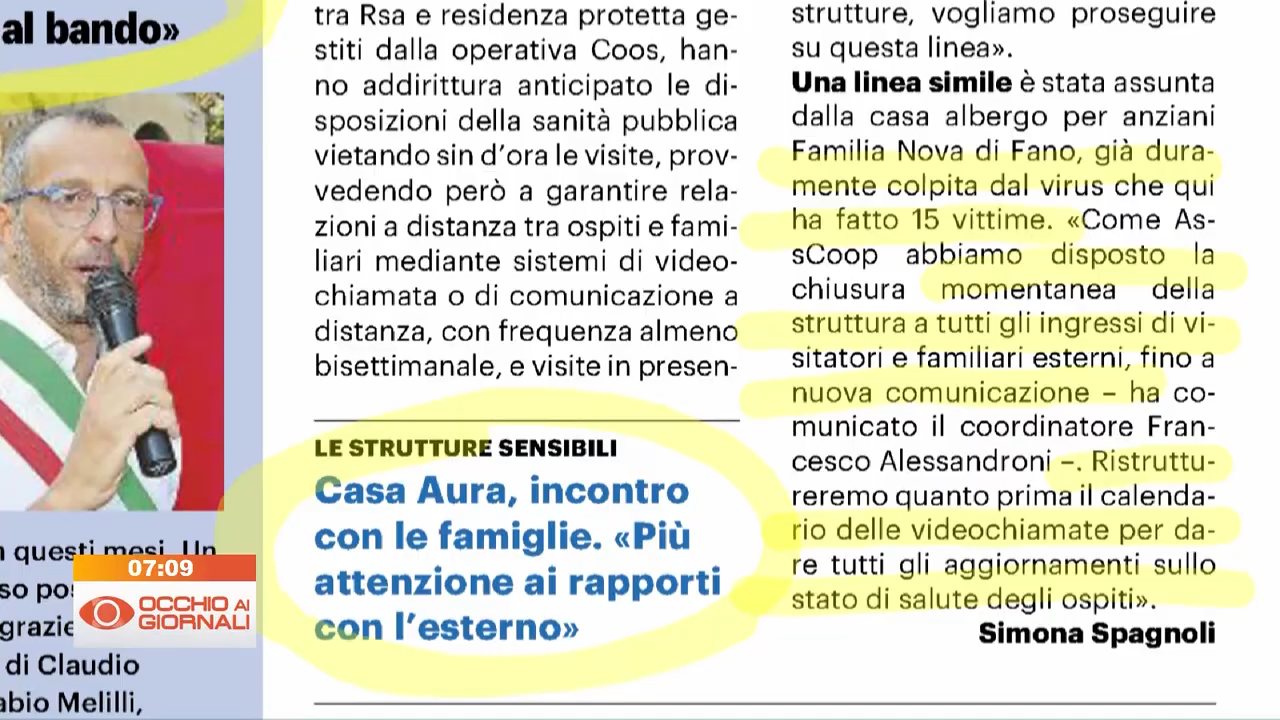 al bando»
n questi mesi. Un
so pos
grazie
di Claudio
abio Melilli,
07:09
OCCHIO AI
GIORNALI
tra Rsa e residenza protetta ge-
stiti dalla operativa Coos, han-
no addirittura anticipato le di-
sposizioni della sanità pubblica
vietando sin d'ora le visite, prov-
vedendo però a garantire rela-
zioni a distanza tra ospiti e fami-
liari mediante sistemi di video-
chiamata o di comunicazione a
distanza, con frequenza almeno
bisettimanale, e visite in presen-
LE STRUTTURE SENSIBILI
Casa Aura, incontro
con le famiglie. «Più
attenzione ai rapporti
con l'esterno»
strutture, vogliamo proseguire
su questa linea».
Una linea simile è stata assunta
dalla casa albergo per anziani
Familia Nova di Fano, già dura-
mente colpita dal virus che qui
ha fatto 15 vittime. «Come As-
sCoop abbiamo disposto la
chiusura momentanea della
struttura a tutti gli ingressi di vi-
sitatori e familiari esterni, fino a
nuova comunicazione – ha co-
municato il coordinatore Fran-
cesco Alessandroni –. Ristruttu-
reremo quanto prima il calenda-
rio delle videochiamate per da-
re tutti gli aggiornamenti sullo
stato di salute degli ospiti».
Simona Spagnoli